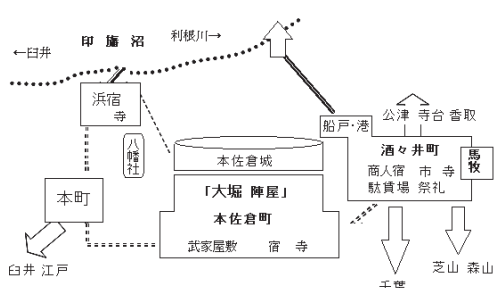 ←臼井
印旛沼
利根川→
浜宿
寺
八幡社
本佐倉城
船戸・港
公津 寺台 香取
酒々井町
商人宿 市 寺
駄賃場 祭礼
馬牧
本町
「大堀 陣屋」
本佐倉町
武家屋敷 宿 寺
臼井 江戸
芝山 森山
千葉